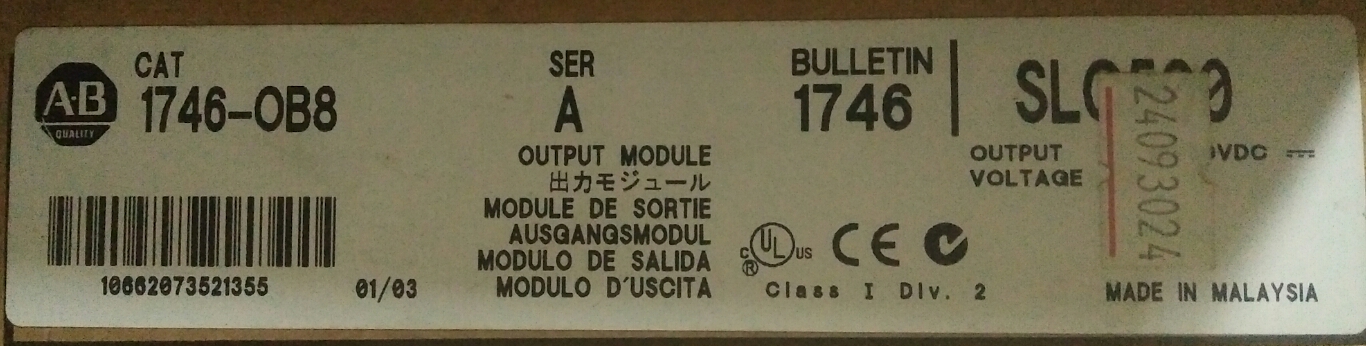 A-B
QUALITY
CAT
1746-OB8
SER
A
BULLETIN
1746
OUTPUT MODULE
出力モジュール
MODULE DE SORTIE
AUSGANGSMODUL
MODULO DE SALIDA
MODULO D'USCITA
OUTPUT
VOLTAGE
VDC
24093024
10662073521355
01/03
C UL US
®
CE
Class I Div. 2
MADE IN MALAYSIA